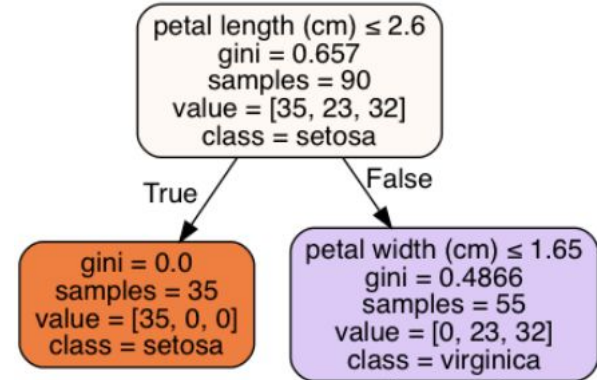 petal length (cm) ≤ 2.6
gini = 0.657
samples = 90
value = [35, 23, 32]
class = setosa
True
False
gini = 0.0
samples = 35
value = [35, 0, 0]
class = setosa
petal width (cm) ≤ 1.65
gini = 0.4866
samples = 55
value = [0, 23, 32]
class = virginica